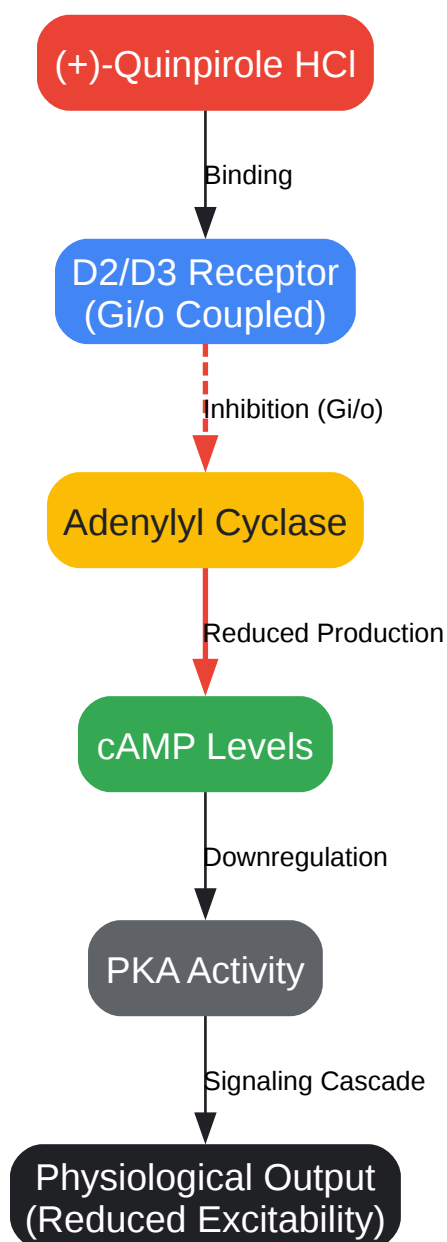 (+)-Quinpirole HCl
Binding
D2/D3 Receptor
(Gi/o Coupled)
Inhibition (Gi/o)
Adenylyl Cyclase
Reduced Production
cAMP Levels
Downregulation
PKA Activity
Signaling Cascade
Physiological Output
(Reduced Excitability)